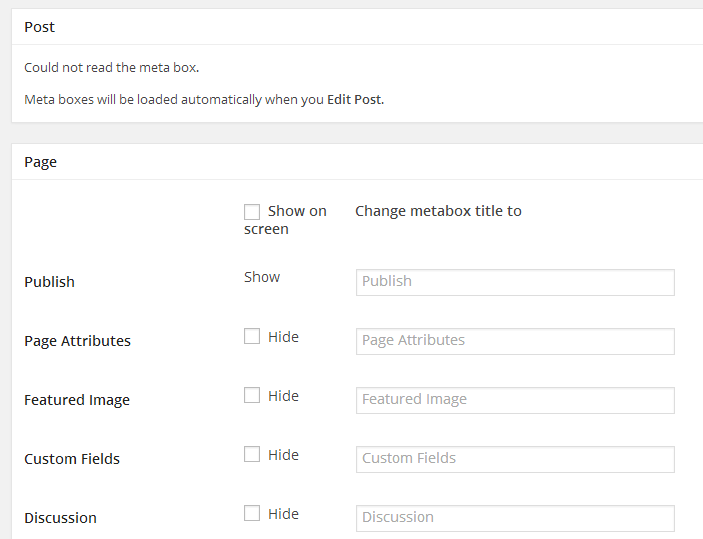 Post
Could not read the meta box.
Meta boxes will be loaded automatically when you Edit Post.
Page
Show on screen
Change metabox title to
Publish Show Publish
Page Attributes Hide Page Attributes
Featured Image Hide Featured Image
Custom Fields Hide Custom Fields
Discussion Hide Discussion